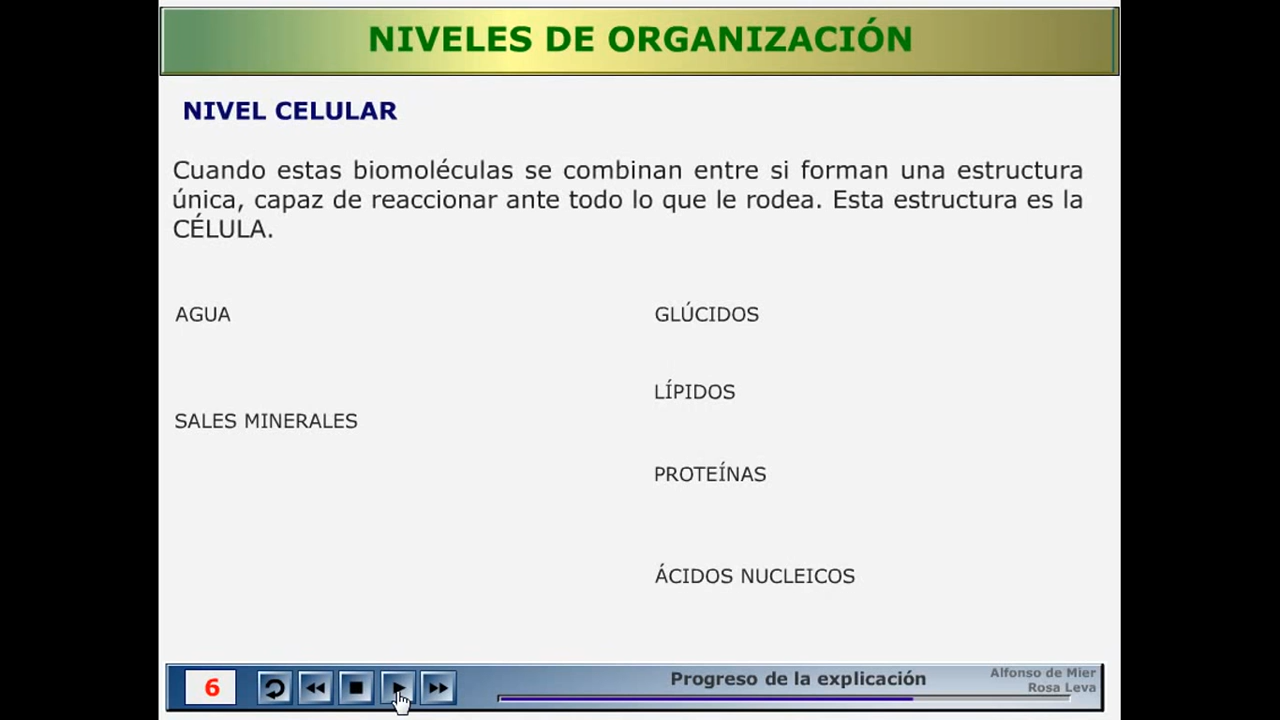 NIVELES DE ORGANIZACIÓN
NIVEL CELULAR
Cuando estas biomoléculas se combinan entre si forman una estructura
única, capaz de reaccionar ante todo lo que le rodea. Esta estructura es la
CÉLULA.
AGUA
GLÚCIDOS
LÍPIDOS
SALES MINERALES
PROTEÍNAS
ÁCIDOS NUCLEICOS
6
Progreso de la explicación
Alfonso de Mier
Rosa Leva